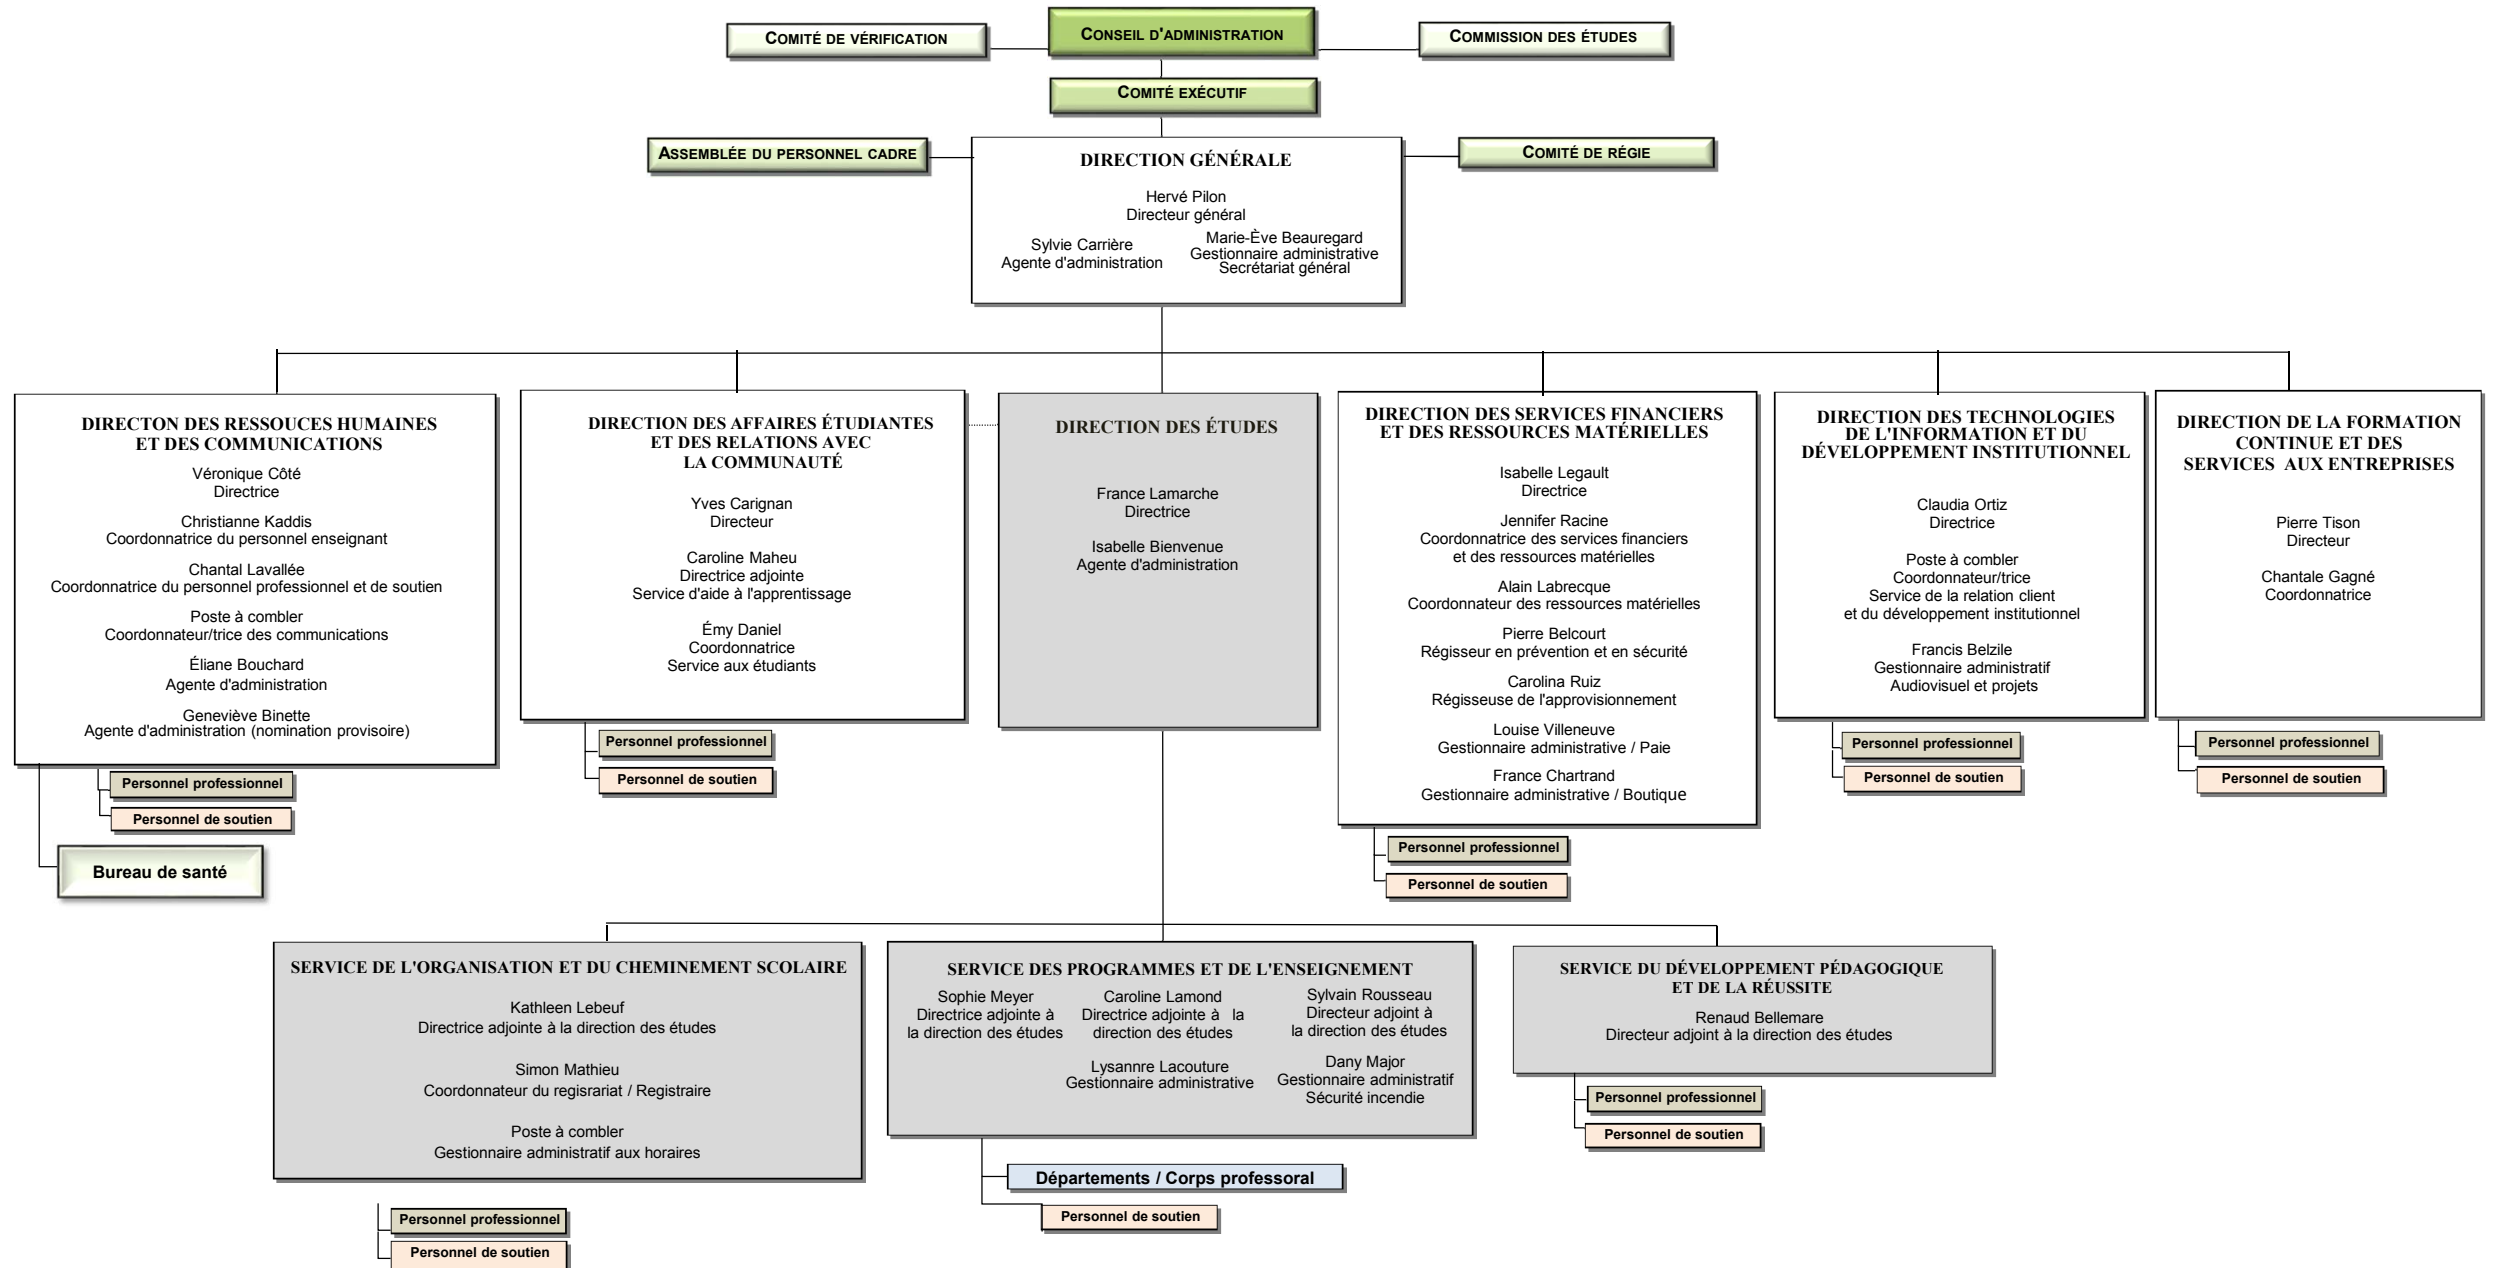 COMITÉ DE VÉRIFICATION
CONSEIL D'ADMINISTRATION
COMMISSION DES ÉTUDES
COMITÉ EXÉCUTIF
ASSEMBLÉE DU PERSONNEL CADRE
DIRECTION GÉNÉRALE
Hervé Pilon
Directeur général
Sylvie Carrière
Agente d'administration
Marie-Ève Beauregard
Gestionnaire administrative
Secrétariat général
COMITÉ DE RÉGIE
DIRECTON DES RESSOUCES HUMAINES
ET DES COMMUNICATIONS
Véronique Côté
Directrice
Christianne Kaddis
Coordonnatrice du personnel enseignant
Chantal Lavallée
Coordonnatrice du personnel professionnel et de soutien
Poste à combler
Coordonnateur/trice des communications
Éliane Bouchard
Agente d'administration
Geneviève Binette
Agente d'administration (nomination provisoire)
Personnel professionnel
Personnel de soutien
Bureau de santé
DIRECTION DES AFFAIRES ÉTUDIANTES
ET DES RELATIONS AVEC
LA COMMUNAUTÉ
Yves Carignan
Directeur
Caroline Maheu
Directrice adjointe
Service d'aide à l'apprentissage
Émy Daniel
Coordonnatrice
Service aux étudiants
Personnel professionnel
Personnel de soutien
DIRECTION DES ÉTUDES
France Lamarche
Directrice
Isabelle Bienvenue
Agente d'administration
DIRECTION DES SERVICES FINANCIERS
ET DES RESSOURCES MATÉRIELLES
Isabelle Legault
Directrice
Jennifer Racine
Coordonnatrice des services financiers
et des ressources matérielles
Alain Labrecque
Coordonnateur des ressources matérielles
Pierre Belcourt
Régisseur en prévention et en sécurité
Carolina Ruiz
Régisseuse de l'approvisionnement
Louise Villeneuve
Gestionnaire administrative / Paie
France Chartrand
Gestionnaire administrative / Boutique
Personnel professionnel
Personnel de soutien
DIRECTION DES TECHNOLOGIES
DE L'INFORMATION ET DU
DÉVELOPPEMENT INSTITUTIONNEL
Claudia Ortiz
Directrice
Poste à combler
Coordonnateur/trice
Service de la relation client
et du développement institutionnel
Francis Belzile
Gestionnaire administratif
Audiovisuel et projets
Personnel professionnel
Personnel de soutien
DIRECTION DE LA FORMATION
CONTINUE ET DES
SERVICES AUX ENTREPRISES
Pierre Tison
Directeur
Chantale Gagné
Coordonnatrice
Personnel professionnel
Personnel de soutien
SERVICE DE L'ORGANISATION ET DU CHEMINEMENT SCOLAIRE
Kathleen Lebeuf
Directrice adjointe à la direction des études
Simon Mathieu
Coordonnateur du regisrariat / Registraire
Poste à combler
Gestionnaire administratif aux horaires
Personnel professionnel
Personnel de soutien
SERVICE DES PROGRAMMES ET DE L'ENSEIGNEMENT
Sophie Meyer
Directrice adjointe à
la direction des études
Caroline Lamond
Directrice adjointe à la
direction des études
Sylvain Rousseau
Directeur adjoint à
la direction des études
Lysannre Lacouture
Gestionnaire administrative
Dany Major
Gestionnaire administratif
Sécurité incendie
Départements / Corps professoral
Personnel de soutien
SERVICE DU DÉVELOPPEMENT PÉDAGOGIQUE
ET DE LA RÉUSSITE
Renaud Bellemare
Directeur adjoint à la direction des études
Personnel professionnel
Personnel de soutien